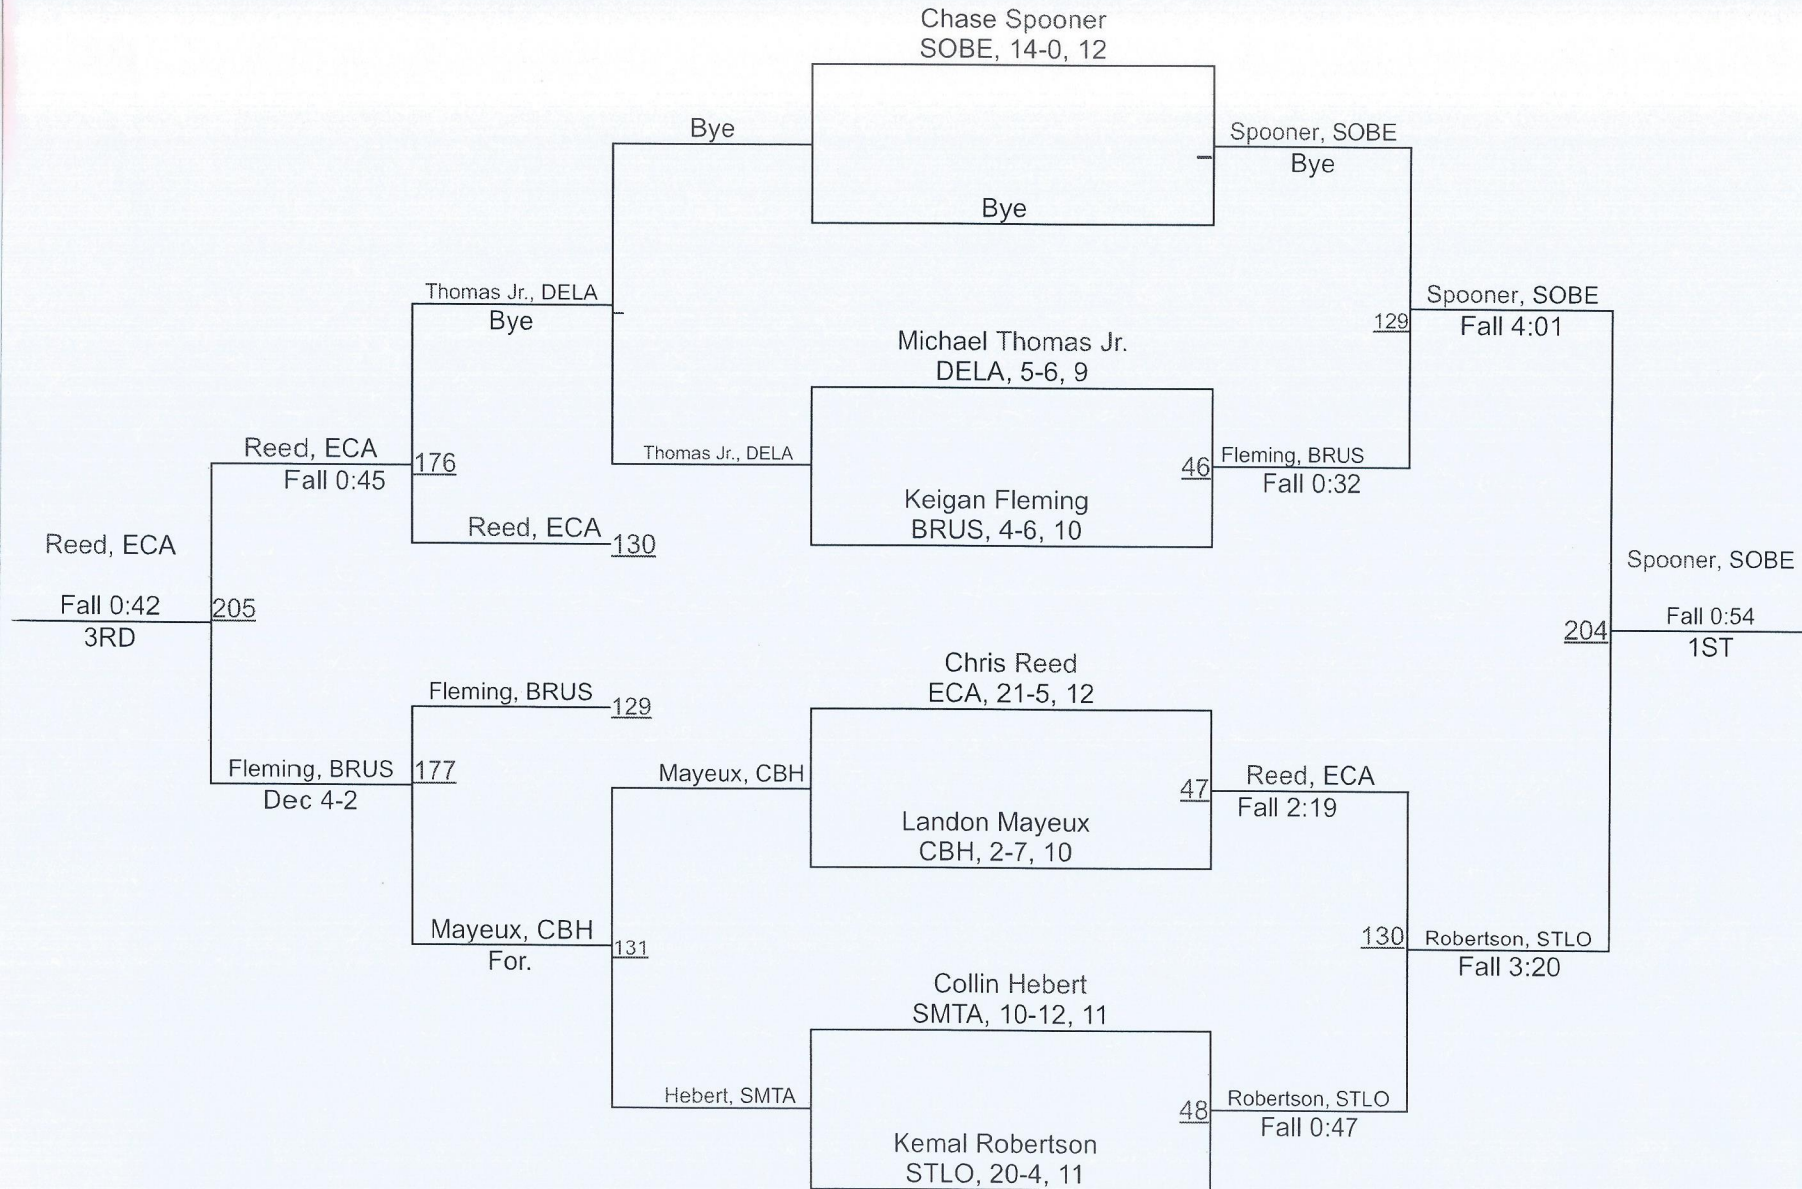 Chase Spooner
SOBE, 14-0, 12
Bye
Spooner, SOBE
Bye
Bye
Thomas Jr., DELA
Bye
Spooner, SOBE
129
Fall 4:01
Michael Thomas Jr.
DELA, 5-6, 9
Reed, ECA
176
Fall 0:45
Thomas Jr., DELA
46
Fleming, BRUS
Fall 0:32
Keigan Fleming
BRUS, 4-6, 10
Reed, ECA
130
Reed, ECA
Fall 0:42
205
3RD
Spooner, SOBE
Fall 0:54
204
1ST
Chris Reed
ECA, 21-5, 12
Fleming, BRUS
129
Fleming, BRUS
177
Dec 4-2
Mayeux, CBH
47
Reed, ECA
Fall 2:19
Landon Mayeux
CBH, 2-7, 10
Mayeux, CBH
131
For.
130
Robertson, STLO
Fall 3:20
Collin Hebert
SMTA, 10-12, 11
Hebert, SMTA
48
Robertson, STLO
Fall 0:47
Kemal Robertson
STLO, 20-4, 11